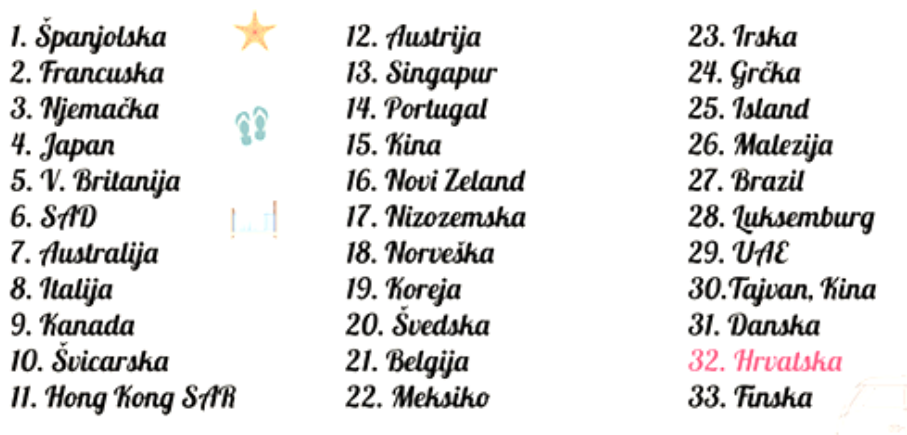 1. Španjolska
2. Francuska
3. Njemačka
4. Japan
5. V. Britanija
6. SAD
7. Australija
8. Italija
9. Kanada
10. Švicarska
11. Hong Kong SAR
12. Austrija
13. Singapur
14. Portugal
15. Kina
16. Novi Zeland
17. Nizozemska
18. Norveška
19. Koreja
20. Švedska
21. Belgija
22. Meksiko
23. Irska
24. Grčka
25. Island
26. Malezija
27. Brazil
28. Luksemburg
29. UAE
30.Tajvan, Kina
31. Danska
32. Hrvatska
33. Finska